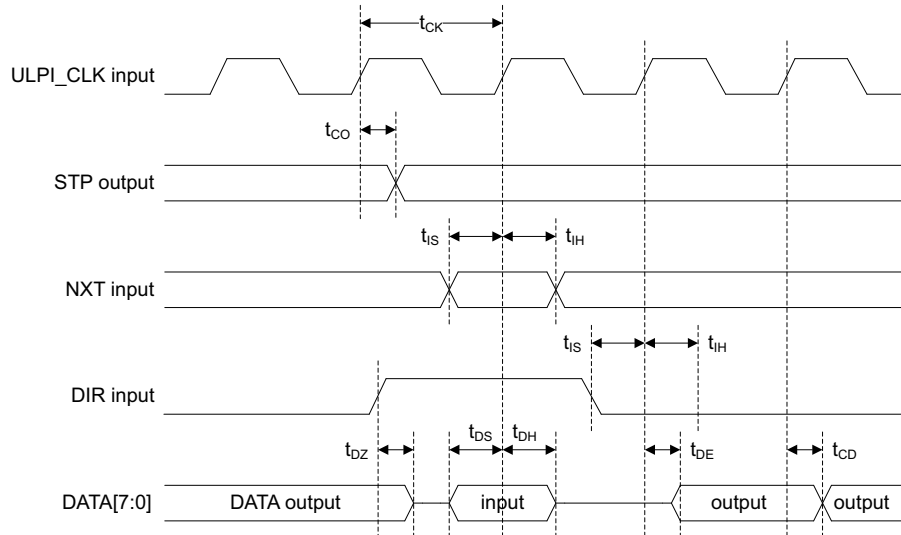 tCK
ULPI_CLK input
tCO
STP output
tIS tIH
NXT input
tIS tIH
DIR input
tDZ tDS tDH tDE tCD
DATA[7:0] DATA output input output output